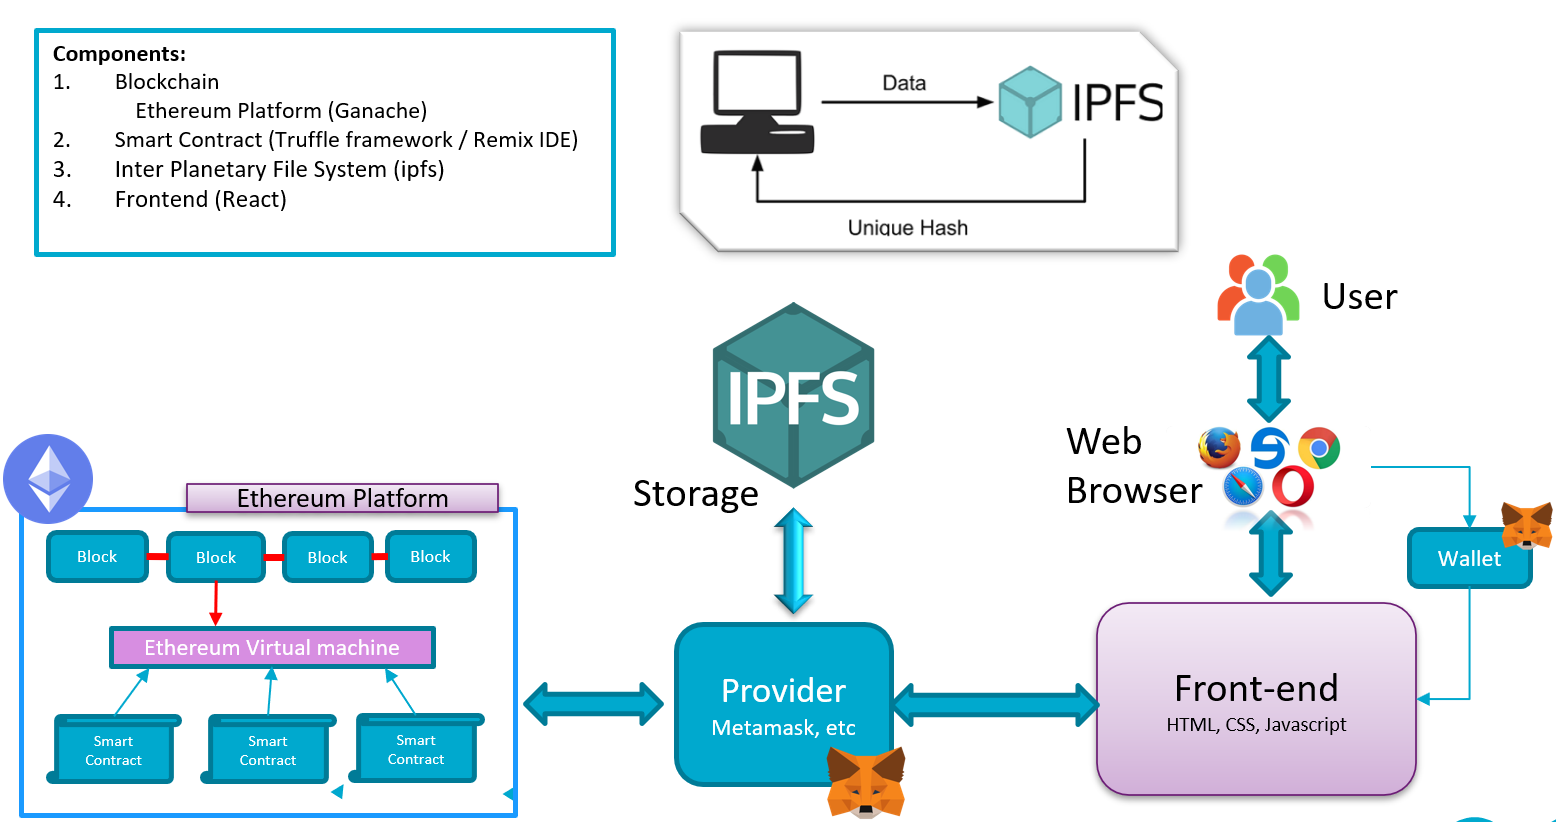 Components:
1. Blockchain
Ethereum Platform (Ganache)
2. Smart Contract (Truffle framework / Remix IDE)
3. Inter Planetary File System (ipfs)
4. Frontend (React)
Data
IPFS
Unique Hash
User
IPFS
Storage
Web
Browser
Ethereum Platform
Block
Block
Block
Block
Ethereum Virtual machine
Smart
Contract
Smart
Contract
Smart
Contract
Provider
Metamask, etc
Front-end
HTML, CSS, Javascript
Wallet